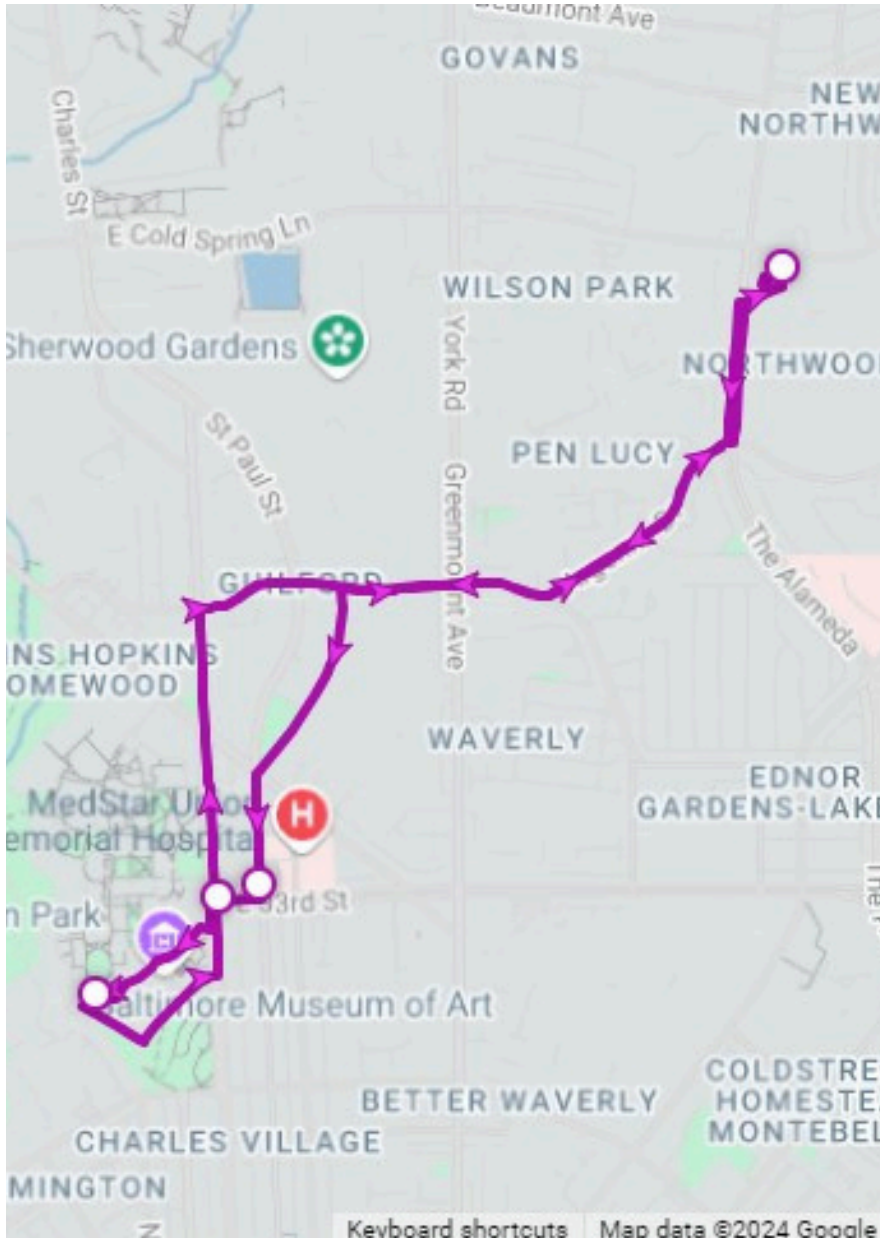 Beaumont Ave
GOVANS
NEW
NORTHW
Charles St
E Cold Spring Ln
WILSON PARK
Sherwood Gardens
York Rd
NORTHWOO
St Paul St
PEN LUCY
Greenmount Ave
The Alameda
GUILFORD
NS HOPKINS
OMEWOOD
WAVERLY
EDNOR
GARDENS-LAKE
MedStar Union
emorial Hospital
H
E 33rd St
n Park
The
Baltimore Museum of Art
COLDSTRE
HOMESTE
MONTEBEL
BETTER WAVERLY
CHARLES VILLAGE
MINGTON
N
Keyboard shortcuts
Map data ©2024 Google